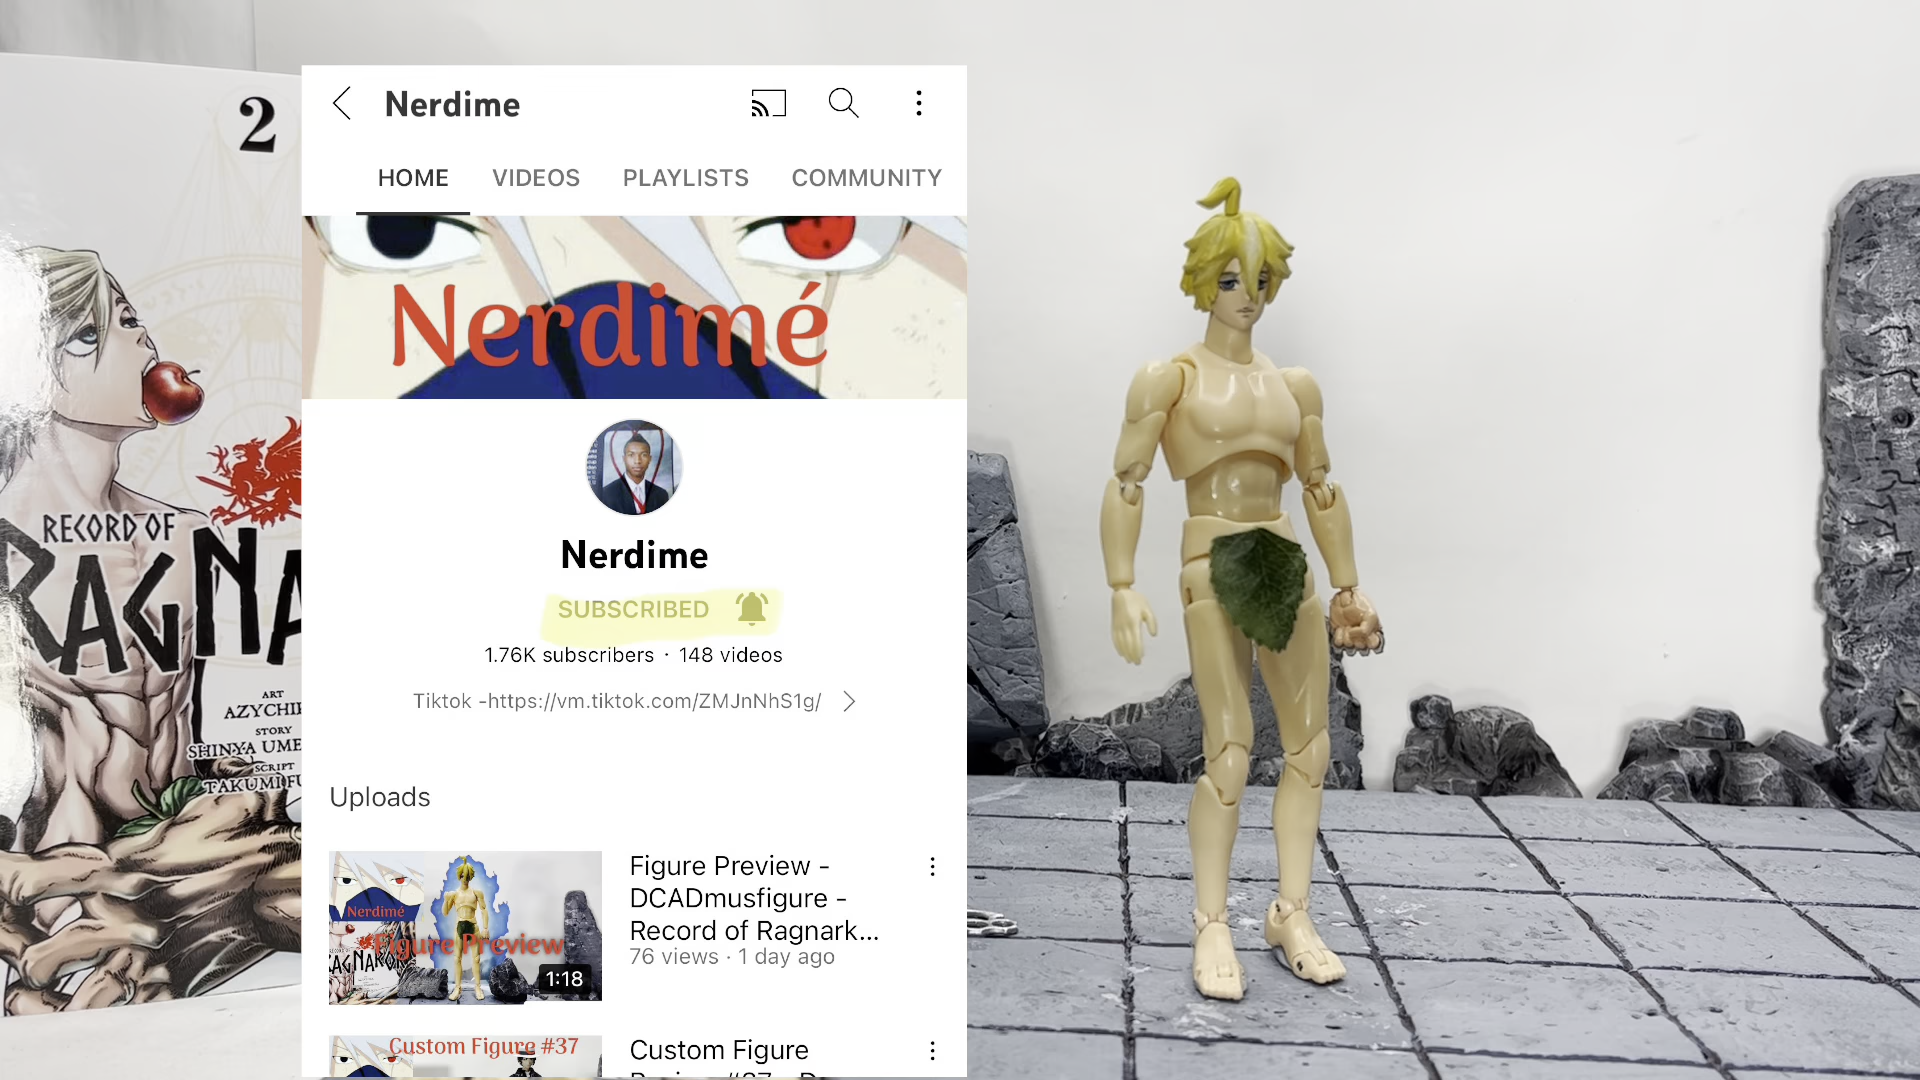 2
RECORD OF
RAGNA
ART
AZYCHI
STORY
SHINYA UME
SCRIPT
TAKUMI FU
Nerdime
HOME VIDEOS PLAYLISTS COMMUNITY
Nerdimé
Nerdime
SUBSCRIBED
1.76K subscribers · 148 videos
Tiktok -https://vm.tiktok.com/ZMJnNhS1g/
Uploads
Nerdimé
Figure Preview
RAGNAROK
1:18
Figure Preview -
DCADmusfigure -
Record of Ragnark...
76 views · 1 day ago
Custom Figure #37
Custom Figure